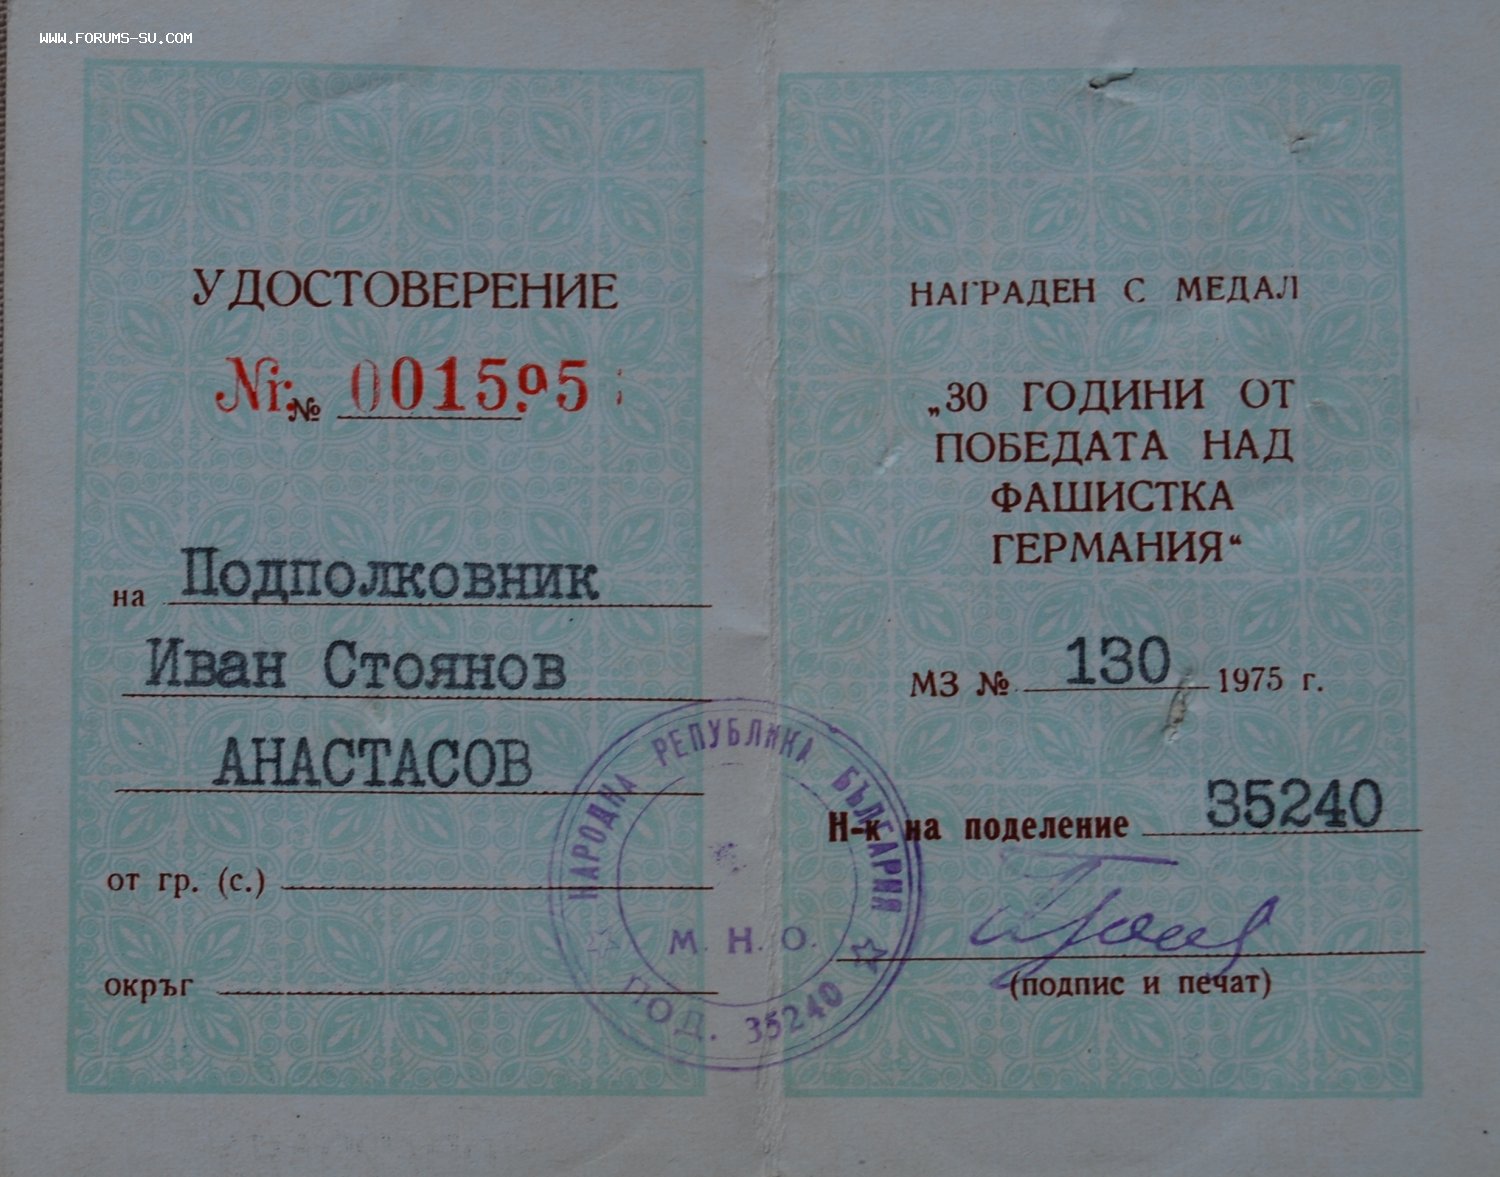 WWW.FORUMS-SU.COM
УДОСТОВЕРЕНИЕ
Nr. № 001595
на Подполковник
Иван Стоянов
АНАСТАСОВ
от гр. (с.)
окръг
НАГРАДЕН С МЕДАЛ
„30 ГОДИНИ ОТ
ПОБЕДАТА НАД
ФАШИСТКА
ГЕРМАНИЯ“
МЗ № 130 1975 г.
Н-к на поделение 35240
(подпис и печат)
НАРОДНА РЕПУБЛИКА БЪЛГАРИЯ
М. Н. О.
ПОД. 35240